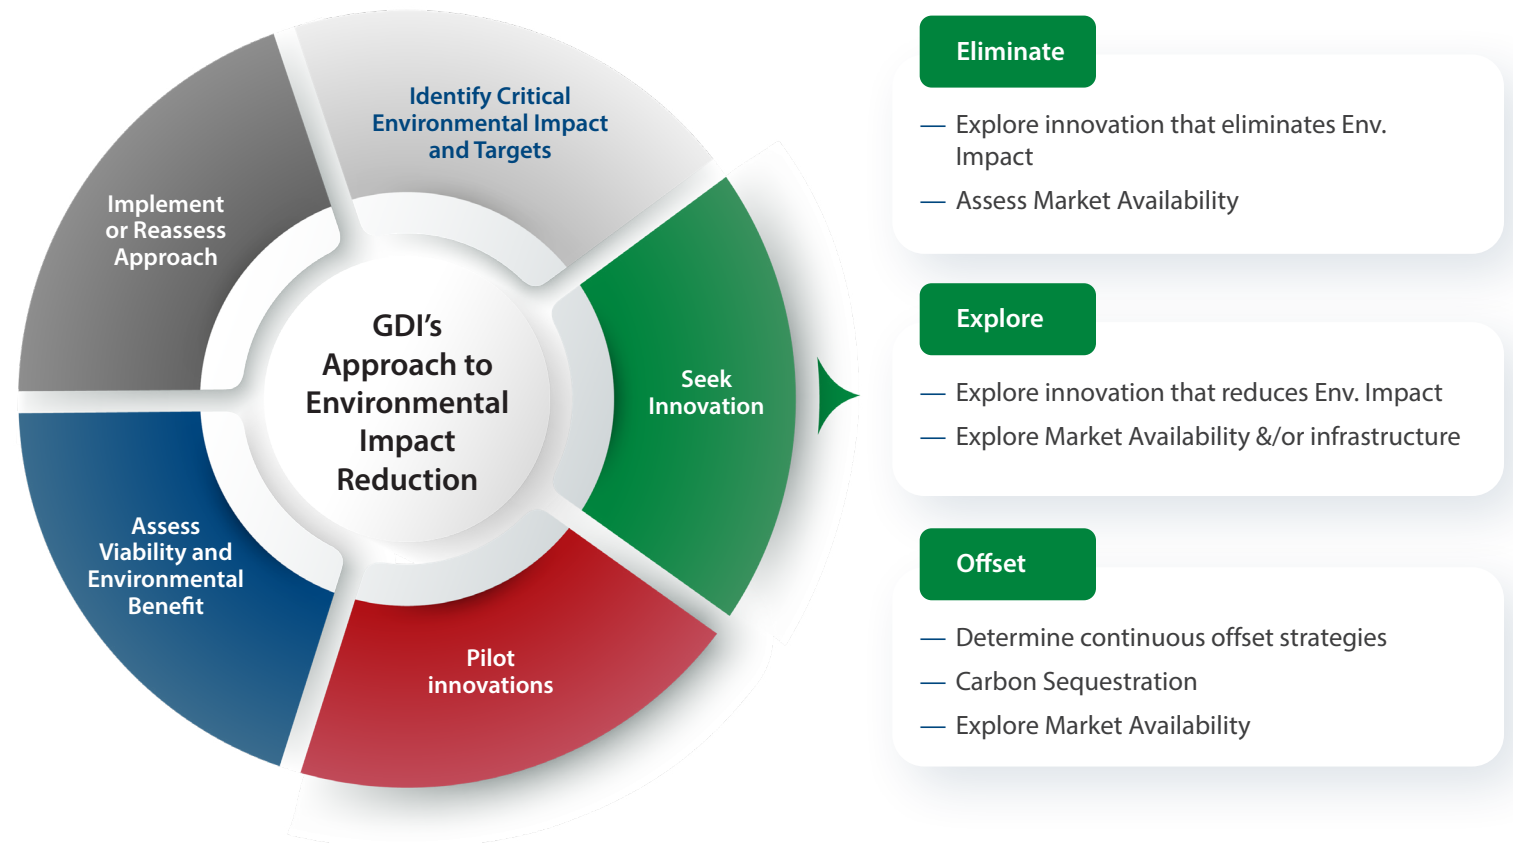 Identify Critical
Environmental Impact
and Targets
Implement
or Reassess
Approach
GDI’s
Approach to
Environmental
Impact
Reduction
Seek
Innovation
Assess
Viability and
Environmental
Benefit
Pilot
innovations
Eliminate
— Explore innovation that eliminates Env.
Impact
— Assess Market Availability
Explore
— Explore innovation that reduces Env. Impact
— Explore Market Availability &/or infrastructure
Offset
— Determine continuous offset strategies
— Carbon Sequestration
— Explore Market Availability